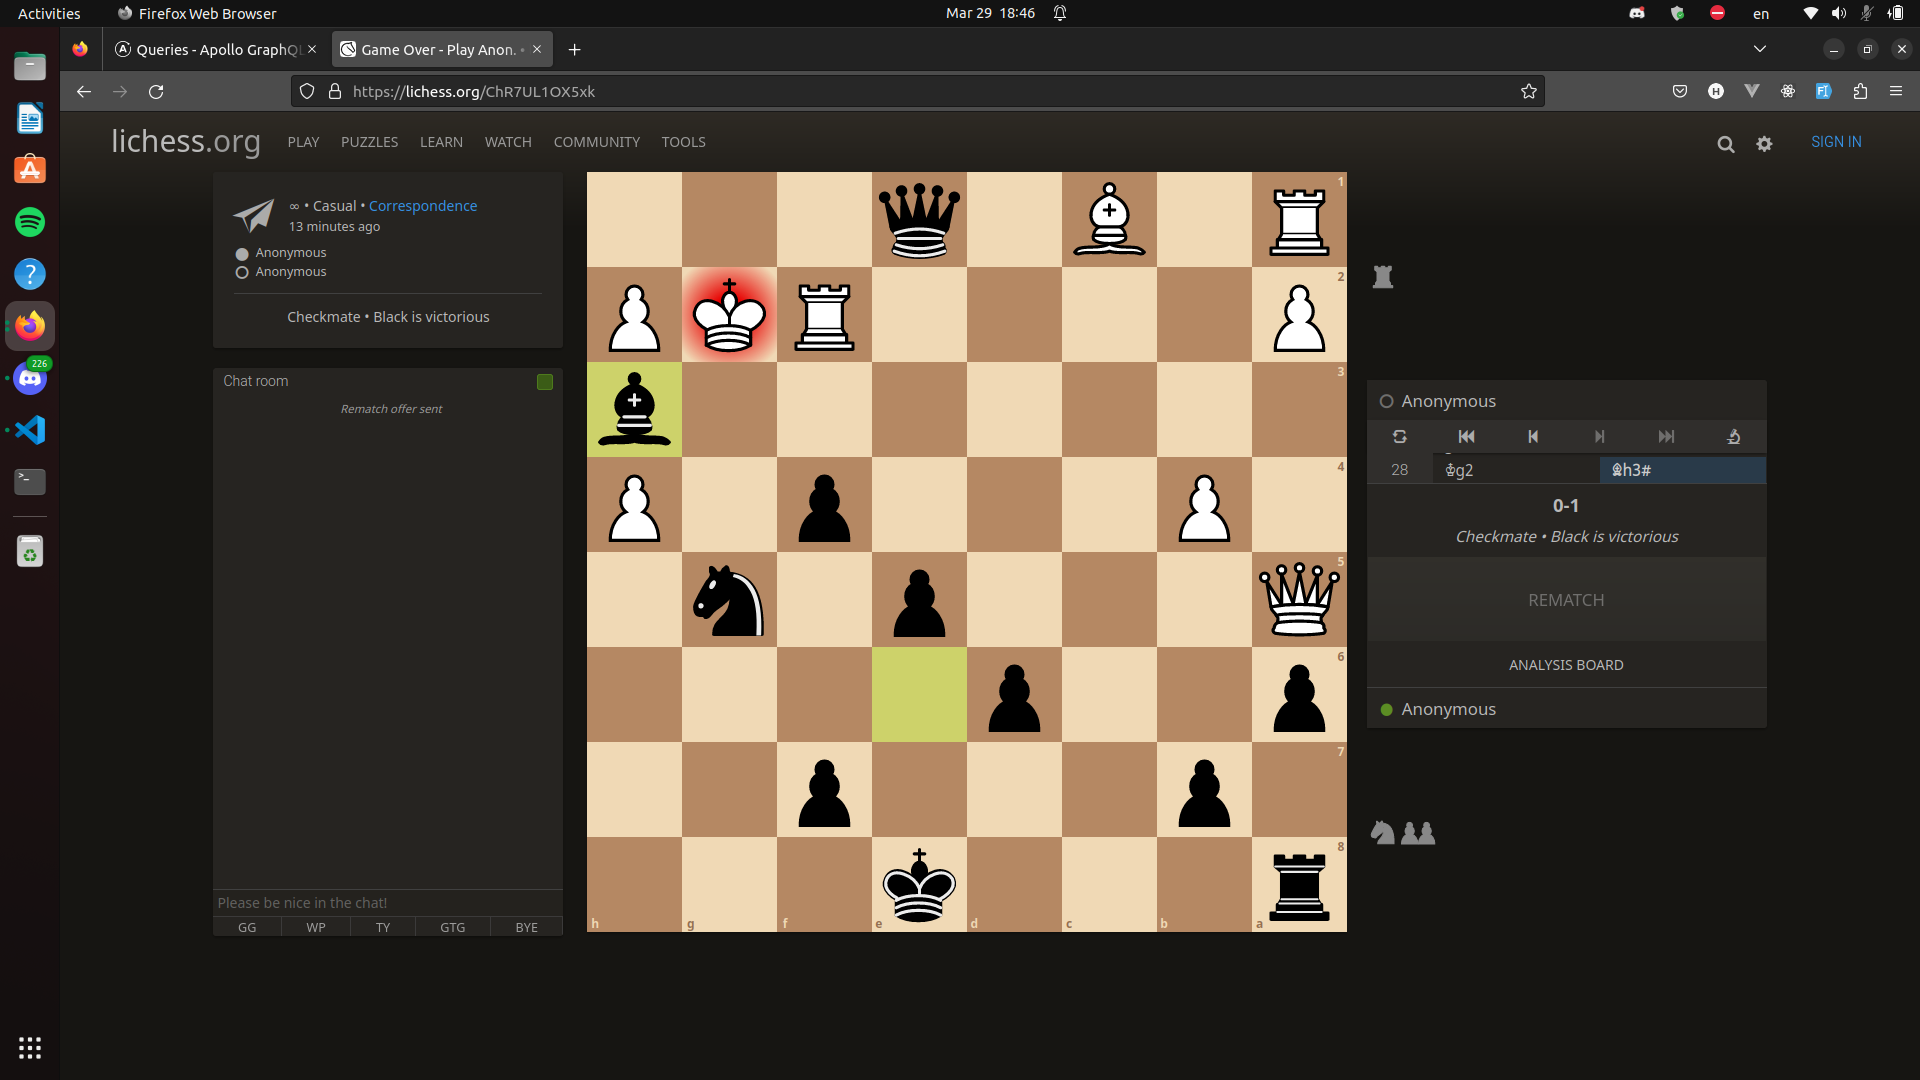 Activities
Firefox Web Browser
Mar 29 18:46
en
Queries - Apollo GraphQL
Game Over - Play Anon. •
https://lichess.org/ChR7UL1OX5xk
lichess.org
PLAY
PUZZLES
LEARN
WATCH
COMMUNITY
TOOLS
SIGN IN
∞ • Casual • Correspondence
13 minutes ago
Anonymous
Anonymous
Checkmate • Black is victorious
226
Chat room
Rematch offer sent
Please be nice in the chat!
GG
WP
TY
GTG
BYE
1
2
3
4
5
6
7
8
h
g
f
e
d
c
b
a
Anonymous
28
♔g2
♗h3#
0-1
Checkmate • Black is victorious
REMATCH
ANALYSIS BOARD
Anonymous